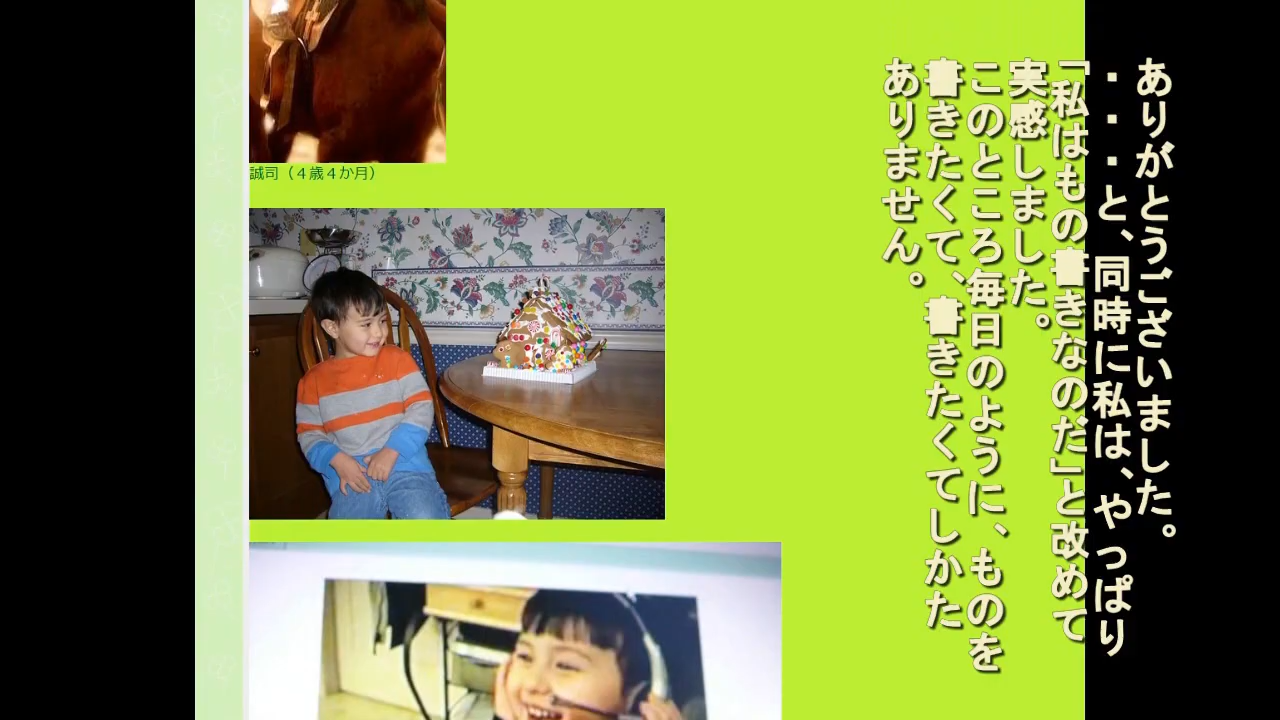 ありがとうございました。
・・・と、同時に私は、やっぱり
「私はもの書きなのだ」と改めて
実感しました。
このところ毎日のように、ものを
書きたくて、書きたくてしかた
ありません。
誠司（４歳４か月）